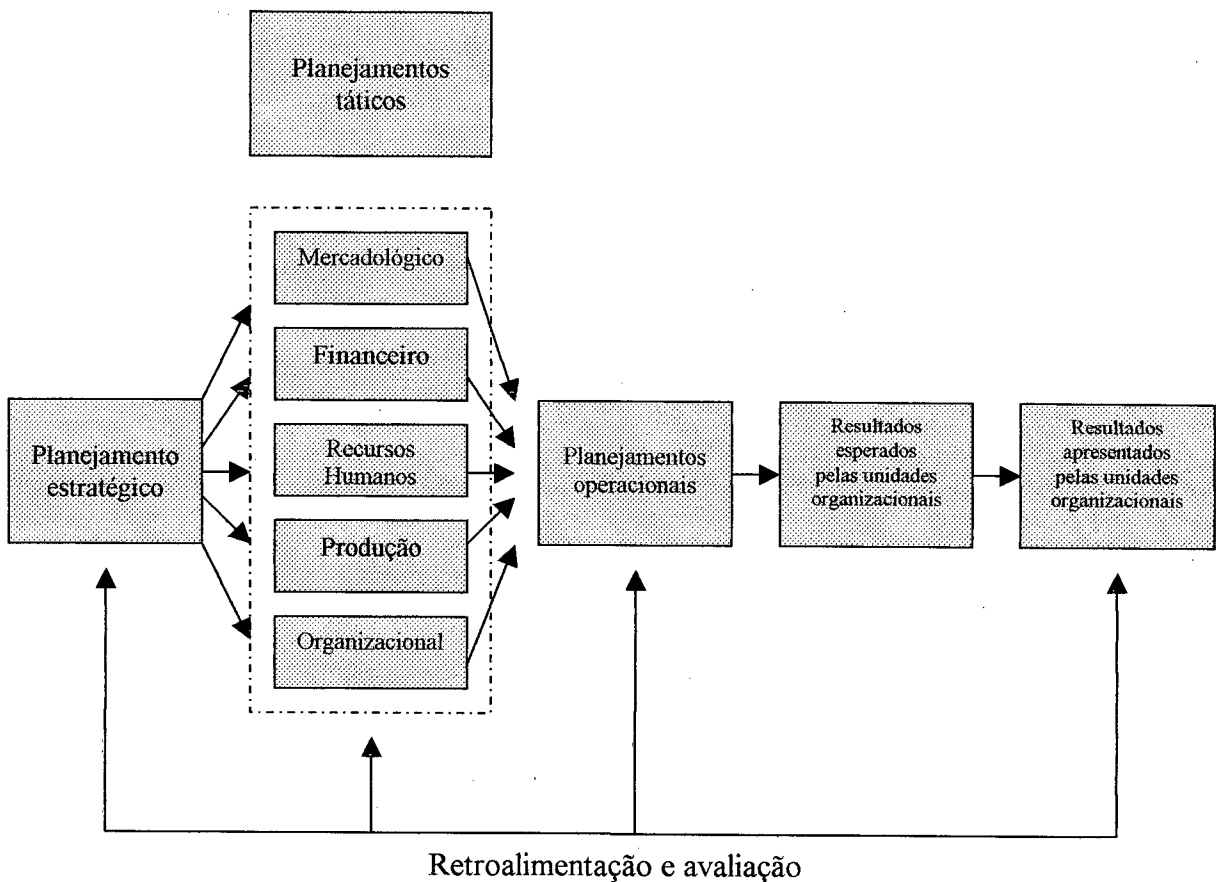 Planejamentos
táticos
Mercadológico
Financeiro
Recursos
Humanos
Produção
Organizacional
Planejamento
estratégico
Planejamentos
operacionais
Resultados
esperados
pelas unidades
organizacionais
Resultados
apresentados
pelas unidades
organizacionais
Retroalimentação e avaliação